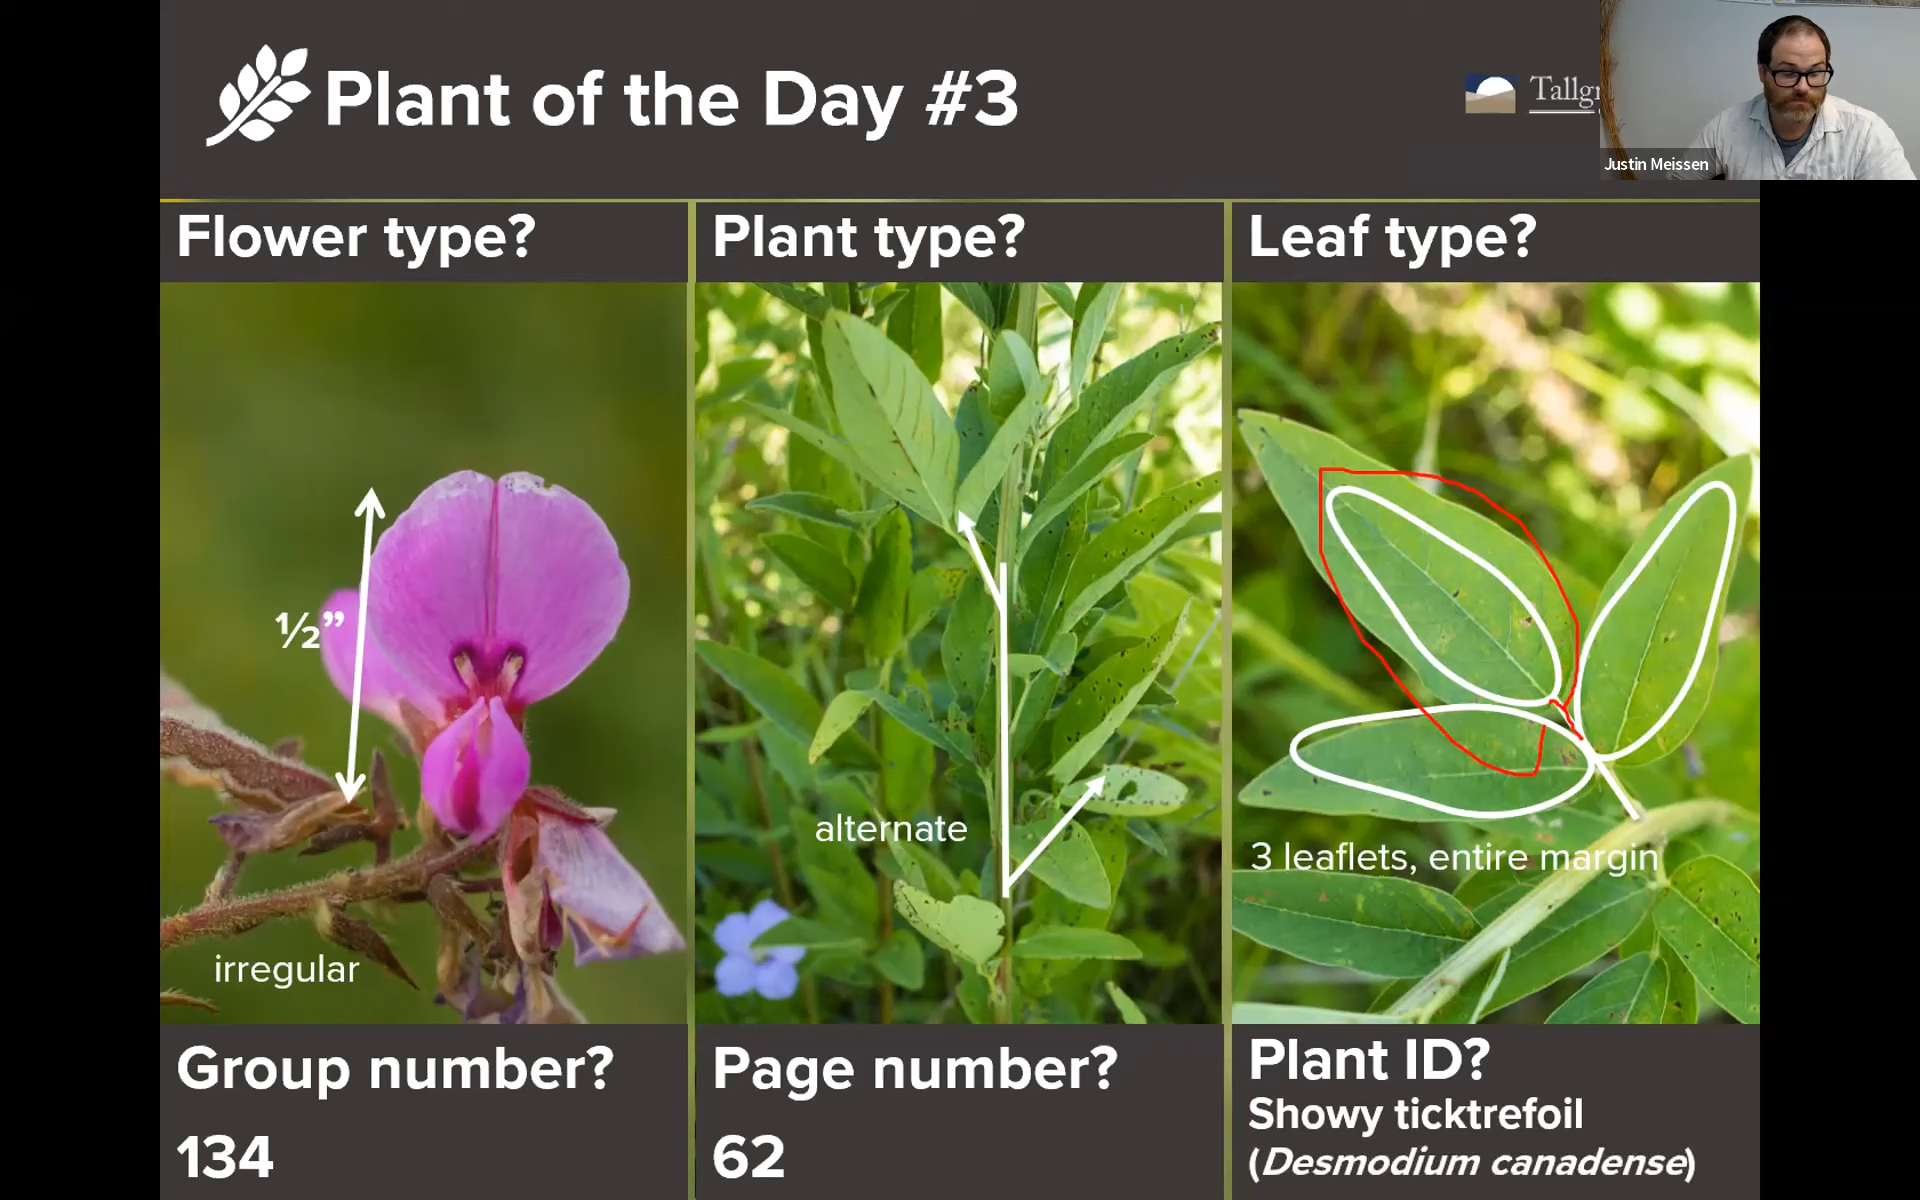 Plant of the Day #3
Tallgr
Justin Meissen
Flower type?
Plant type?
Leaf type?
½”
alternate
3 leaflets, entire margin
irregular
Group number?
Page number?
Plant ID?
Showy ticktrefoil
134
62
(Desmodium canadense)